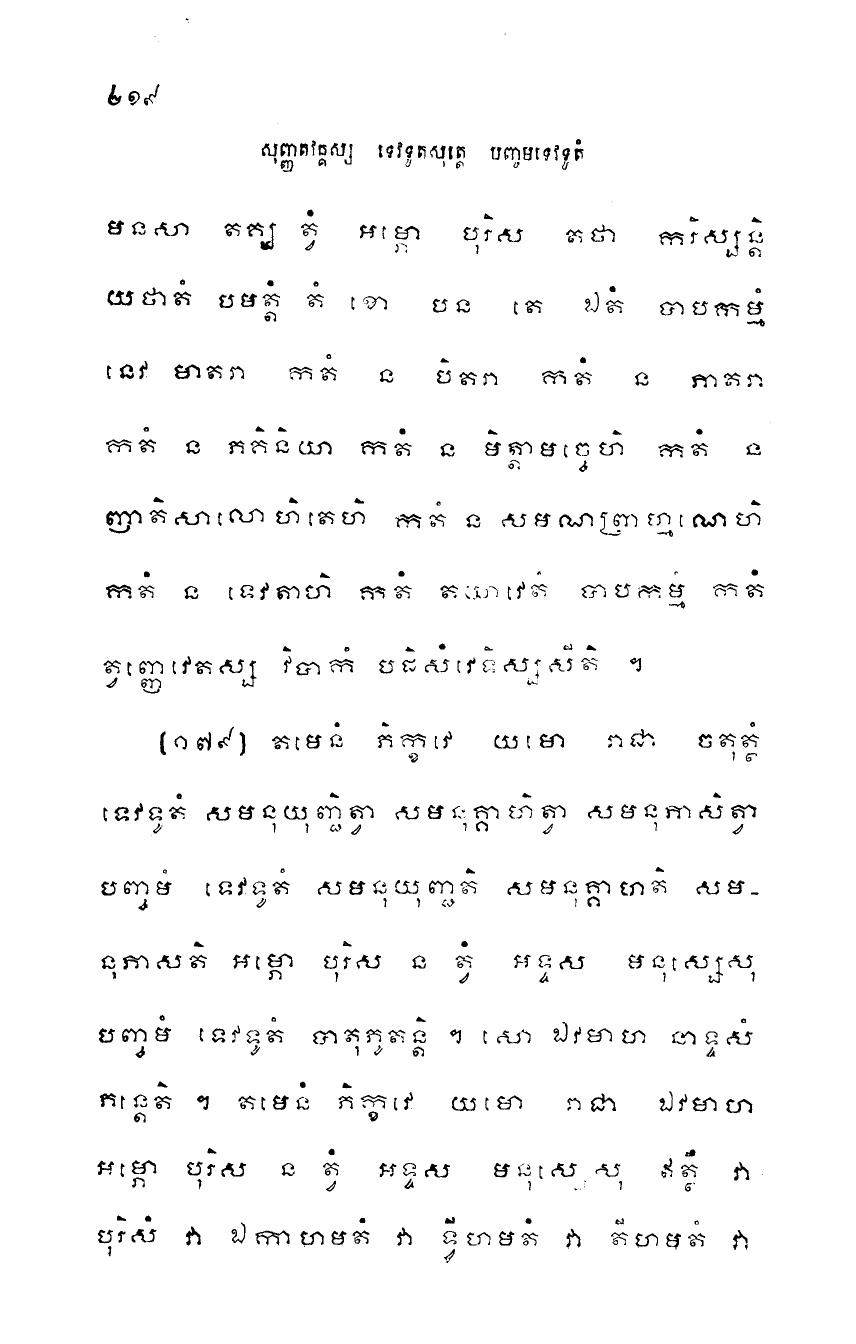 ៤១៩
សុញ្ញតវគ្គស្ស ទេវទូតសុត្តេ បញ្ចមទេវទូតំ
មនសា តគ្ឃ ត្វំ អម្ភោ បុរិស តថា ករិស្សន្តិ
យថាតំ បមត្តំ តំ ខោ បន តេ ឯតំ បាបកម្មំ
នេវ មាតរា កតំ ន បិតរា កតំ ន ភាតរា
កតំ ន ភគិនិយា កតំ ន មិត្តាមច្ចេហិ កតំ ន
ញាតិសាលោហិតេហិ កតំ ន សមណព្រាហ្មណេហិ
កតំ ន ទេវតាហិ កតំ តយាវេតំ បាបកម្មំ កតំ
ត្វញ្ញេវេតស្ស វិបាកំ បដិសំវេទិស្សសីតិ ។
(១៧៩) តមេនំ ភិក្ខវេ យមោ រាជា ចតុត្ថំ
ទេវទូតំ សមនុយុញ្ជិត្វា សមនុគ្គាហិត្វា សមនុភាសិត្វា
បញ្ចមំ ទេវទូតំ សមនុយុញ្ជតិ សមនុគ្គាហតិ សម-
នុភាសតិ អម្ភោ បុរិស ន ត្វំ អទ្ទស មនុស្សេសុ
បញ្ចមំ ទេវទូតំ បាតុភូតន្តិ ។ សោ ឯវមាហ នាទ្ទសំ
ភន្តេតិ ។ តមេនំ ភិក្ខវេ យមោ រាជា ឯវមាហ
អម្ភោ បុរិស ន ត្វំ អទ្ទស មនុស្សេសុ ឥត្ថឹ វា
បុរិសំ វា ឯកាហមតំ វា ទ្វីហមតំ វា តីហមតំ វា